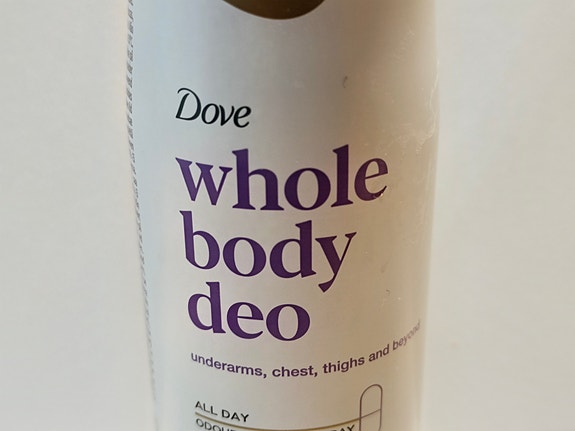 Dove
whole
body
deo
underarms, chest, thighs and beyond
ALL DAY